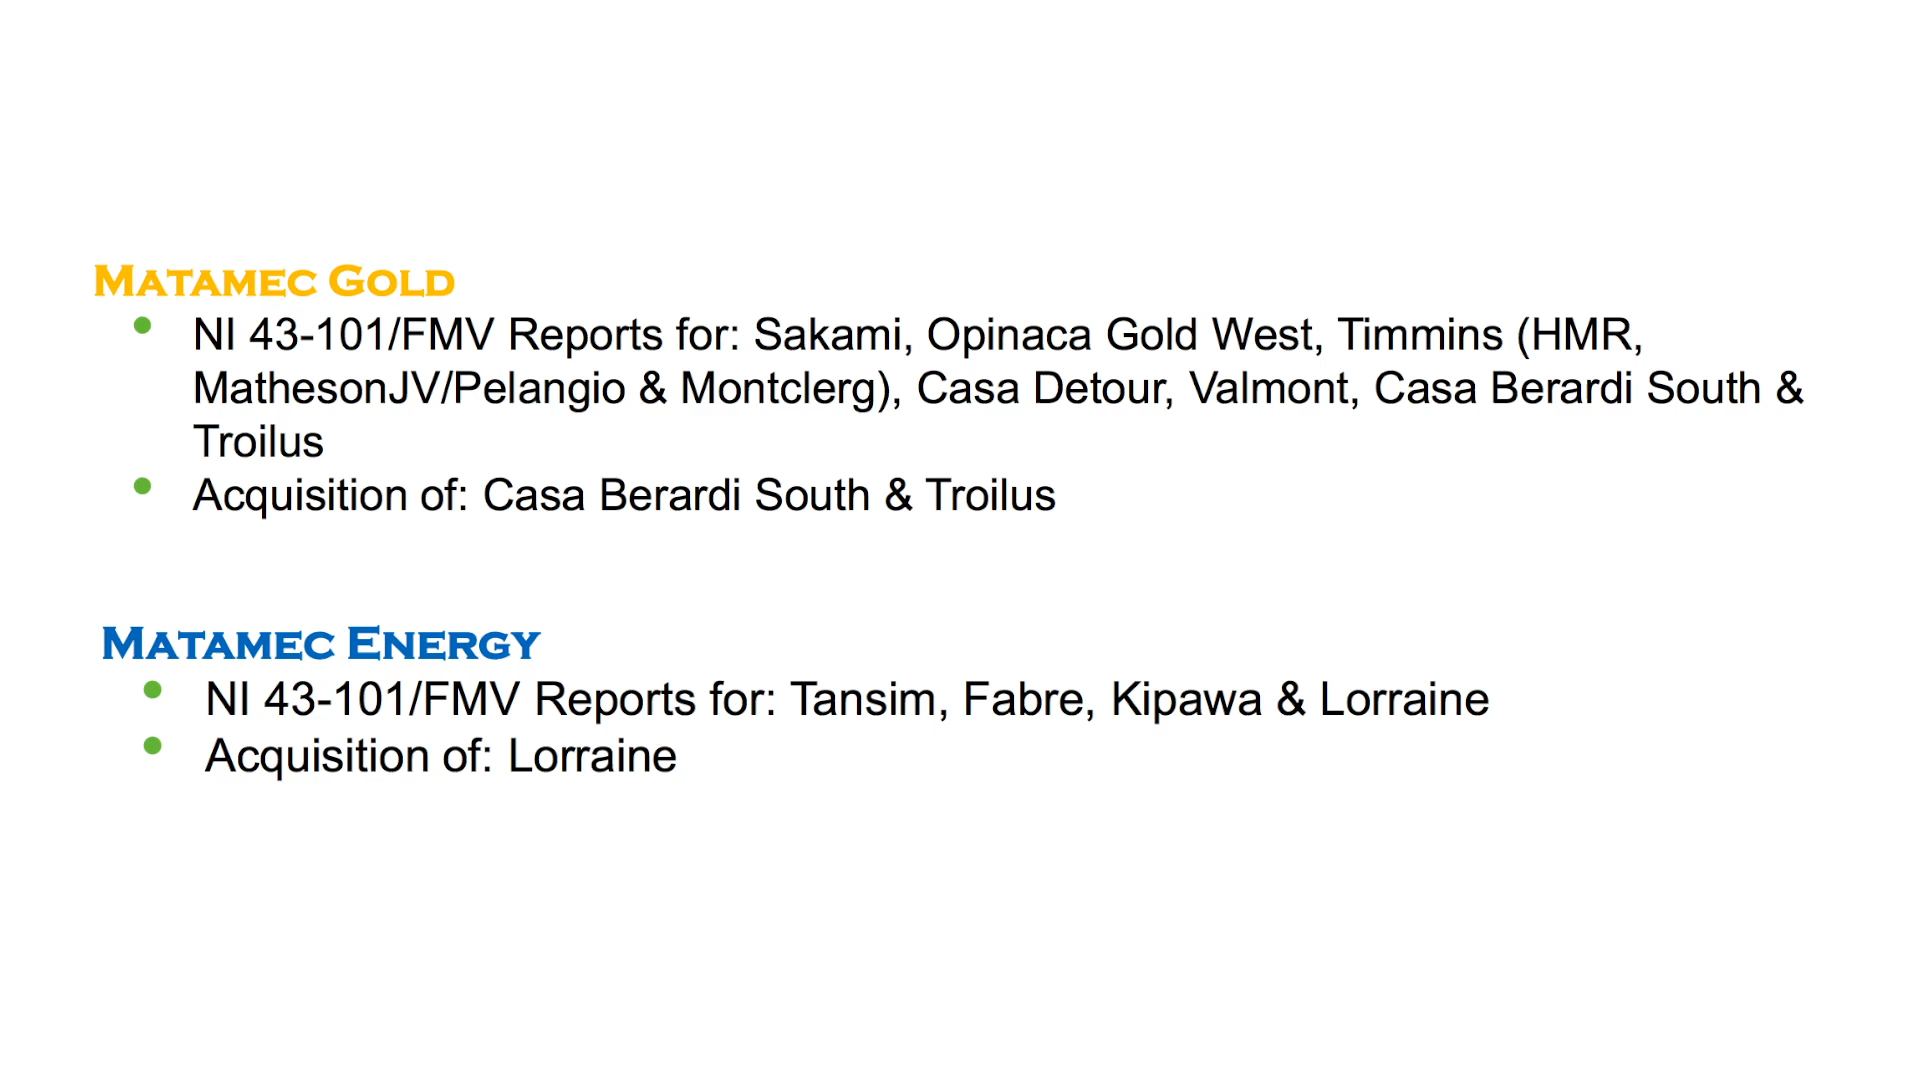 Matamec Gold
• NI 43-101/FMV Reports for: Sakami, Opinaca Gold West, Timmins (HMR,
MathesonJV/Pelangio & Montclerg), Casa Detour, Valmont, Casa Berardi South &
Troilus
• Acquisition of: Casa Berardi South & Troilus
Matamec Energy
• NI 43-101/FMV Reports for: Tansim, Fabre, Kipawa & Lorraine
• Acquisition of: Lorraine